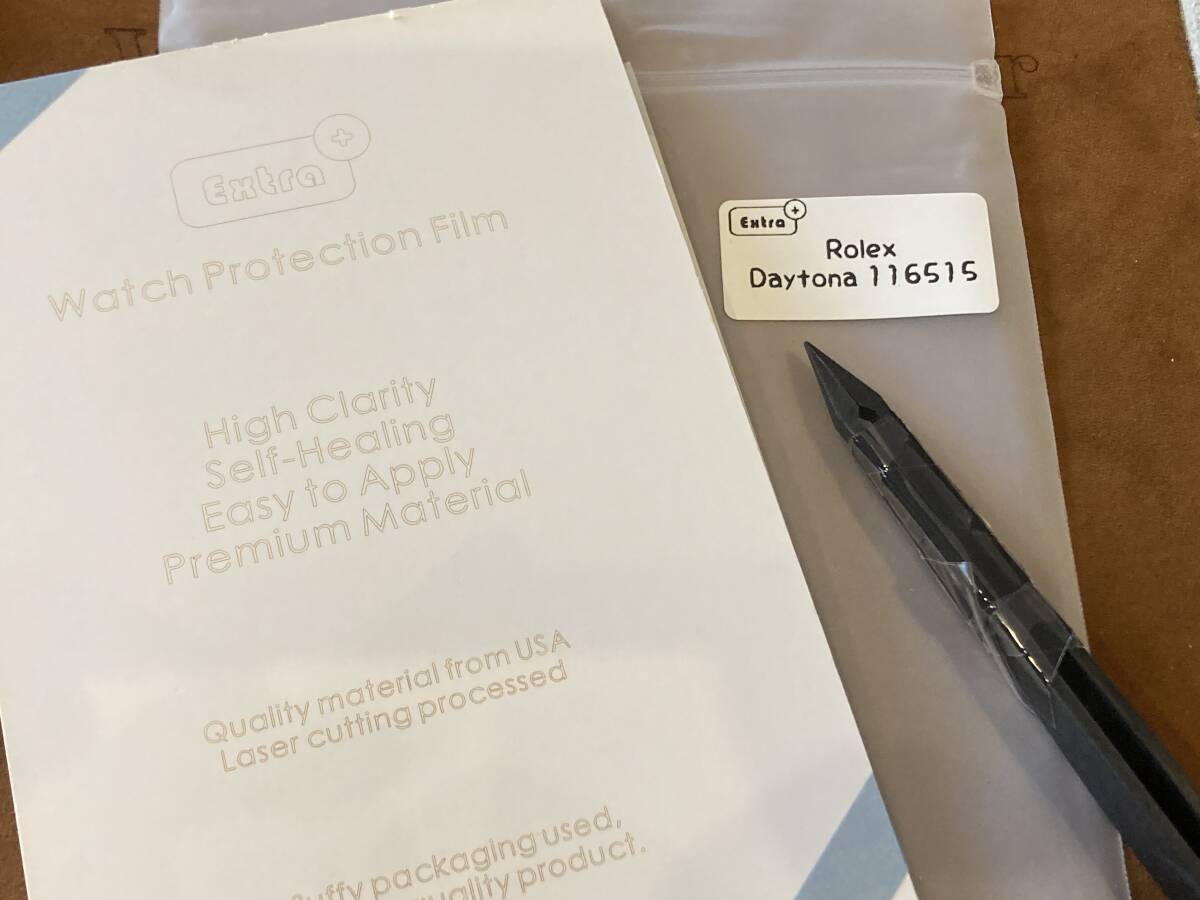 Extra +
Watch Protection Film
High Clarity
Self-Healing
Easy to Apply
Premium Material
Quality material from USA
Laser cutting processed
packaging used,
quality product.
Extra +
Rolex
Daytona 116515